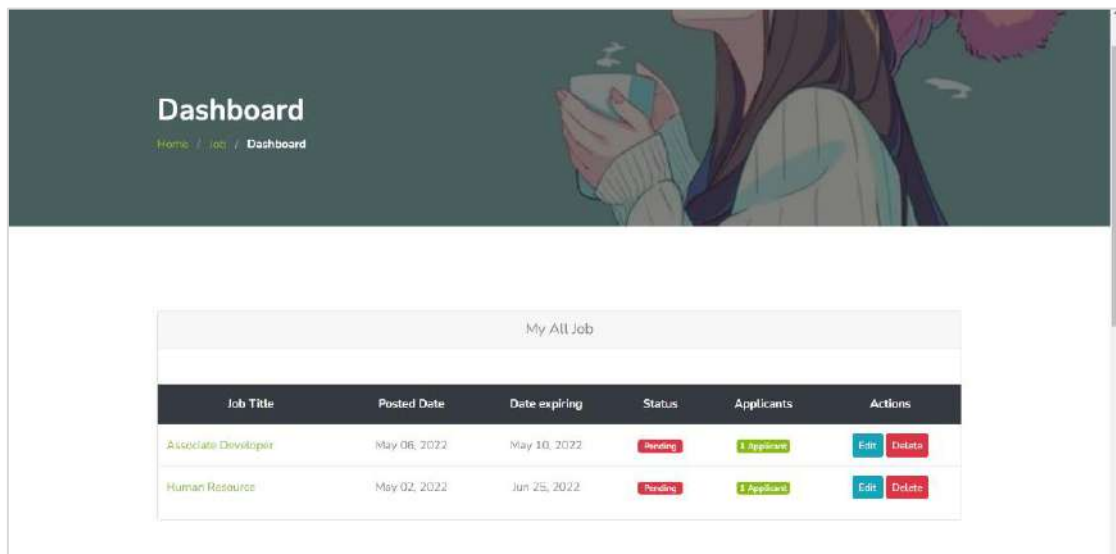 Dashboard
Home / Job / Dashboard
My All Job
Job Title Posted Date Date expiring Status Applicants Actions
Associate Developer May 06, 2022 May 10, 2022 Pending 1 Applicant Edit Delete
Human Resource May 02, 2022 Jun 25, 2022 Pending 1 Applicant Edit Delete